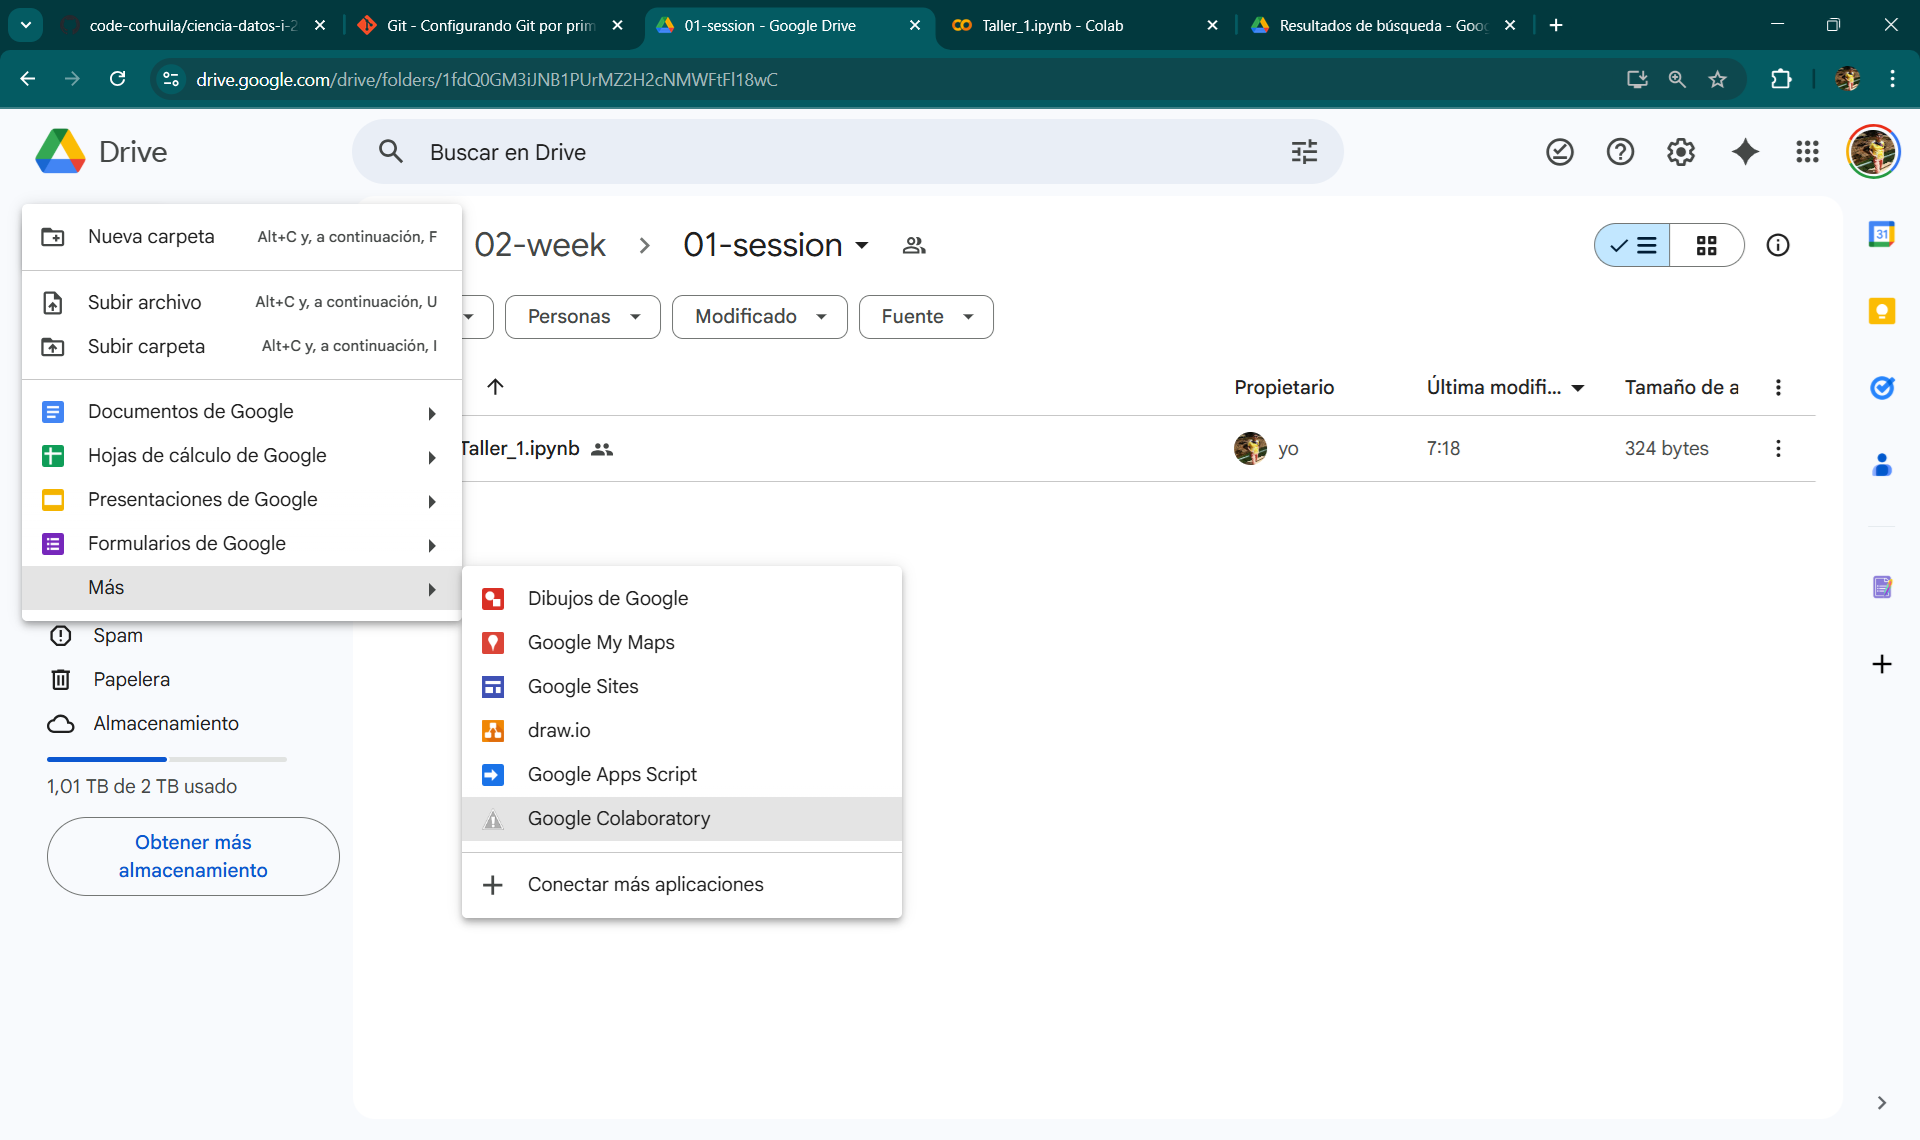 code-corhuila/ciencia-datos-i-2
Git - Configurando Git por prim
01-session - Google Drive
Taller_1.ipynb - Colab
Resultados de búsqueda - Goo
drive.google.com/drive/folders/1fdQ0GM3iJNB1PUrMZ2H2cNMWFtFl18wC
Drive
Buscar en Drive
Nueva carpeta Alt+C y, a continuación, F
Subir archivo Alt+C y, a continuación, U
Subir carpeta Alt+C y, a continuación, I
Documentos de Google
Hojas de cálculo de Google
Presentaciones de Google
Formularios de Google
Más
02-week
01-session
31
Personas
Modificado
Fuente
Propietario
Última modifi...
Tamaño de a
Taller_1.ipynb
yo
7:18
324 bytes
Dibujos de Google
Google My Maps
Google Sites
draw.io
Google Apps Script
Google Colaboratory
Conectar más aplicaciones
Spam
Papelera
Almacenamiento
1,01 TB de 2 TB usado
Obtener más
almacenamiento